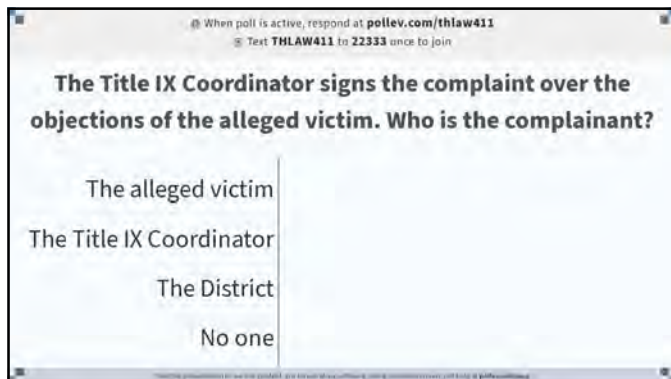 When poll is active, respond at pollev.com/thlaw411
Text THLAW411 to 22333 once to join
The Title IX Coordinator signs the complaint over the
objections of the alleged victim. Who is the complainant?
The alleged victim
The Title IX Coordinator
The District
No one